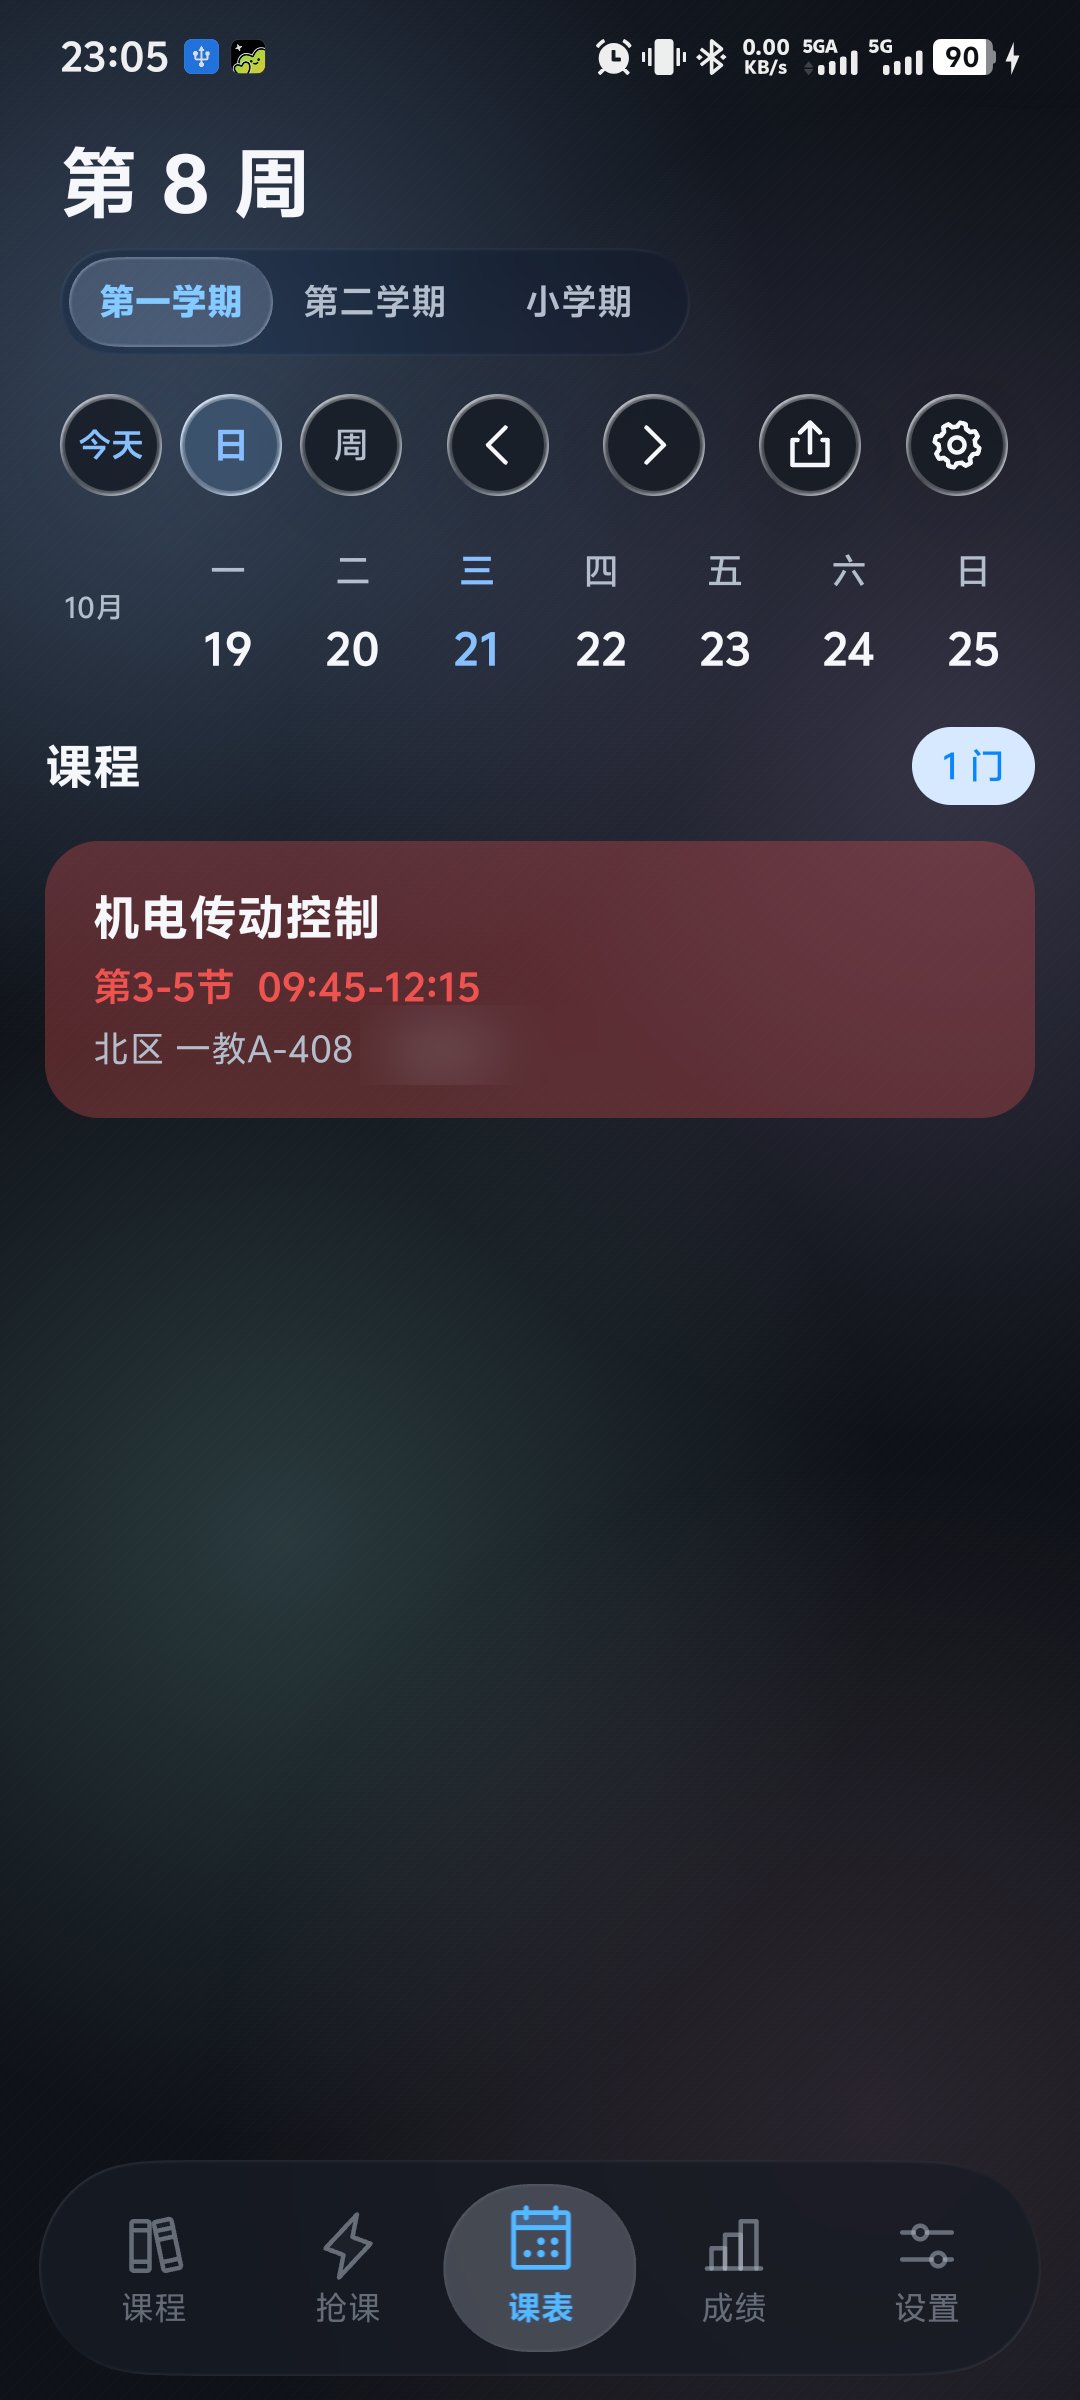 23:05
0.00 KB/s 5GA 5G 90
第 8 周
第一学期 第二学期 小学期
今天 日 周
一 二 三 四 五 六 日
10月
19 20 21 22 23 24 25
课程
1 门
机电传动控制
第3-5节 09:45-12:15
北区 一教A-408
课程 抢课 课表 成绩 设置